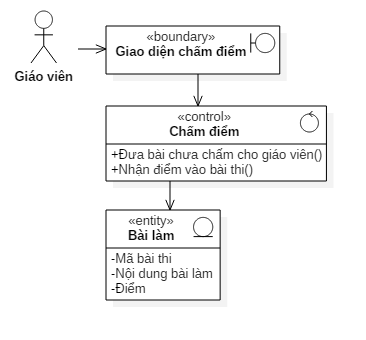 «boundary»
Giao diện chấm điểm
Giáo viên
«control»
Chấm điểm
+Đưa bài chưa chấm cho giáo viên()
+Nhận điểm vào bài thi()
«entity»
Bài làm
-Mã bài thi
-Nội dung bài làm
-Điểm